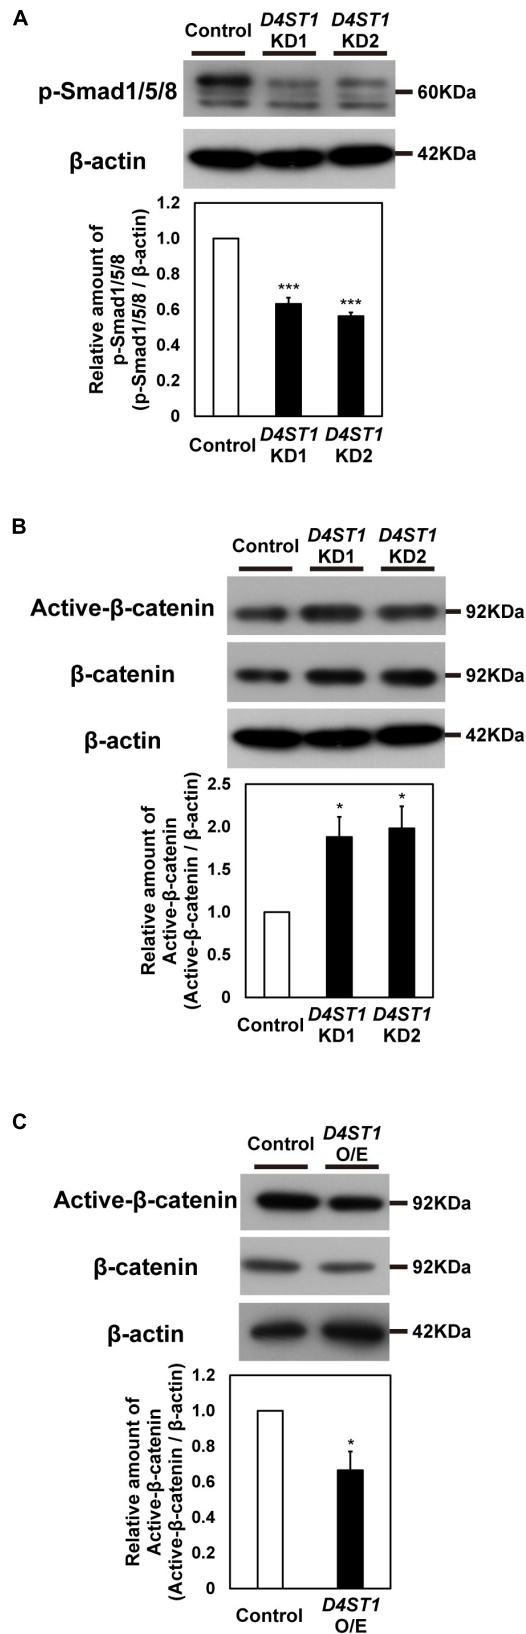 A
Control
D4ST1
KD1
D4ST1
KD2
p-Smad1/5/8
60KDa
β-actin
42KDa
Relative amount of
p-Smad1/5/8
(p-Smad1/5/8 / β-actin)
1.2
1.0
0.8
0.6
0.4
0.2
0
***
***
Control
D4ST1
KD1
D4ST1
KD2
B
Control
D4ST1
KD1
D4ST1
KD2
Active-β-catenin
92KDa
β-catenin
92KDa
β-actin
42KDa
Relative amount of
Active-β-catenin
(Active-β-catenin / β-actin)
2.5
2.0
1.5
1.0
0.5
0
*
*
Control
D4ST1
KD1
D4ST1
KD2
C
Control
D4ST1
O/E
Active-β-catenin
92KDa
β-catenin
92KDa
β-actin
42KDa
Relative amount of
Active-β-catenin
(Active-β-catenin / β-actin)
1.2
1.0
0.8
0.6
0.4
0.2
0
*
Control
D4ST1
O/E